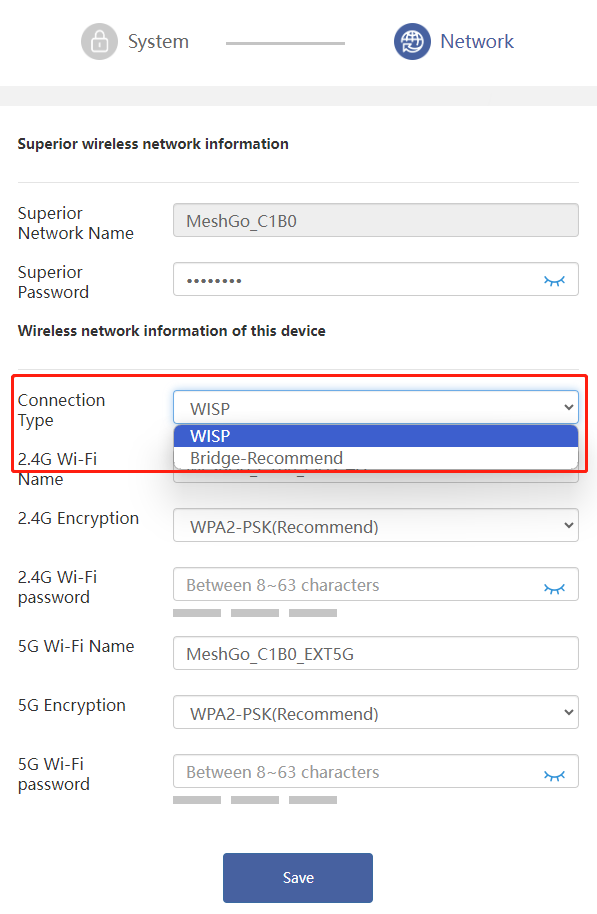 System
Network
Superior wireless network information
Superior
Network Name
MeshGo_C1B0
Superior
Password
••••••••
Wireless network information of this device
Connection
Type
WISP
WISP
Bridge-Recommend
2.4G Wi-Fi
Name
2.4G Encryption
WPA2-PSK(Recommend)
2.4G Wi-Fi
password
Between 8~63 characters
5G Wi-Fi Name
MeshGo_C1B0_EXT5G
5G Encryption
WPA2-PSK(Recommend)
5G Wi-Fi
password
Between 8~63 characters
Save